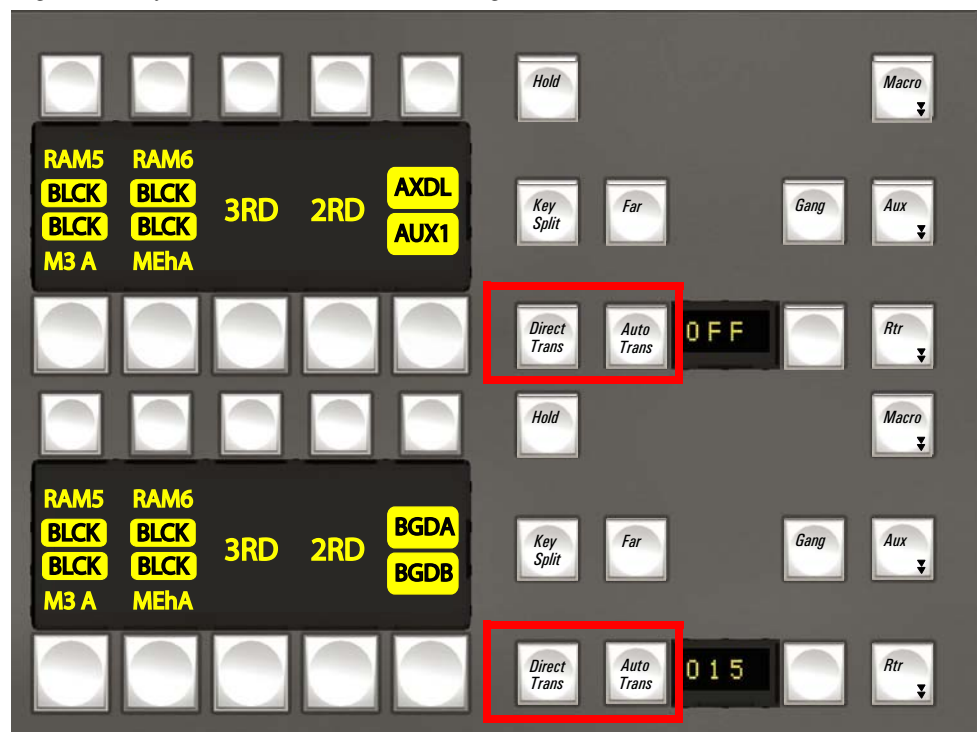 Hold
Macro
RAM5 RAM6
BLCK BLCK 3RD 2RD AXDL
BLCK BLCK AUX1
M3 A MEhA
Key Split
Far
Gang
Aux
Direct Trans
Auto Trans
OFF
Rtr
Hold
Macro
RAM5 RAM6
BLCK BLCK 3RD 2RD BGDA
BLCK BLCK BGDB
M3 A MEhA
Key Split
Far
Gang
Aux
Direct Trans
Auto Trans
015
Rtr